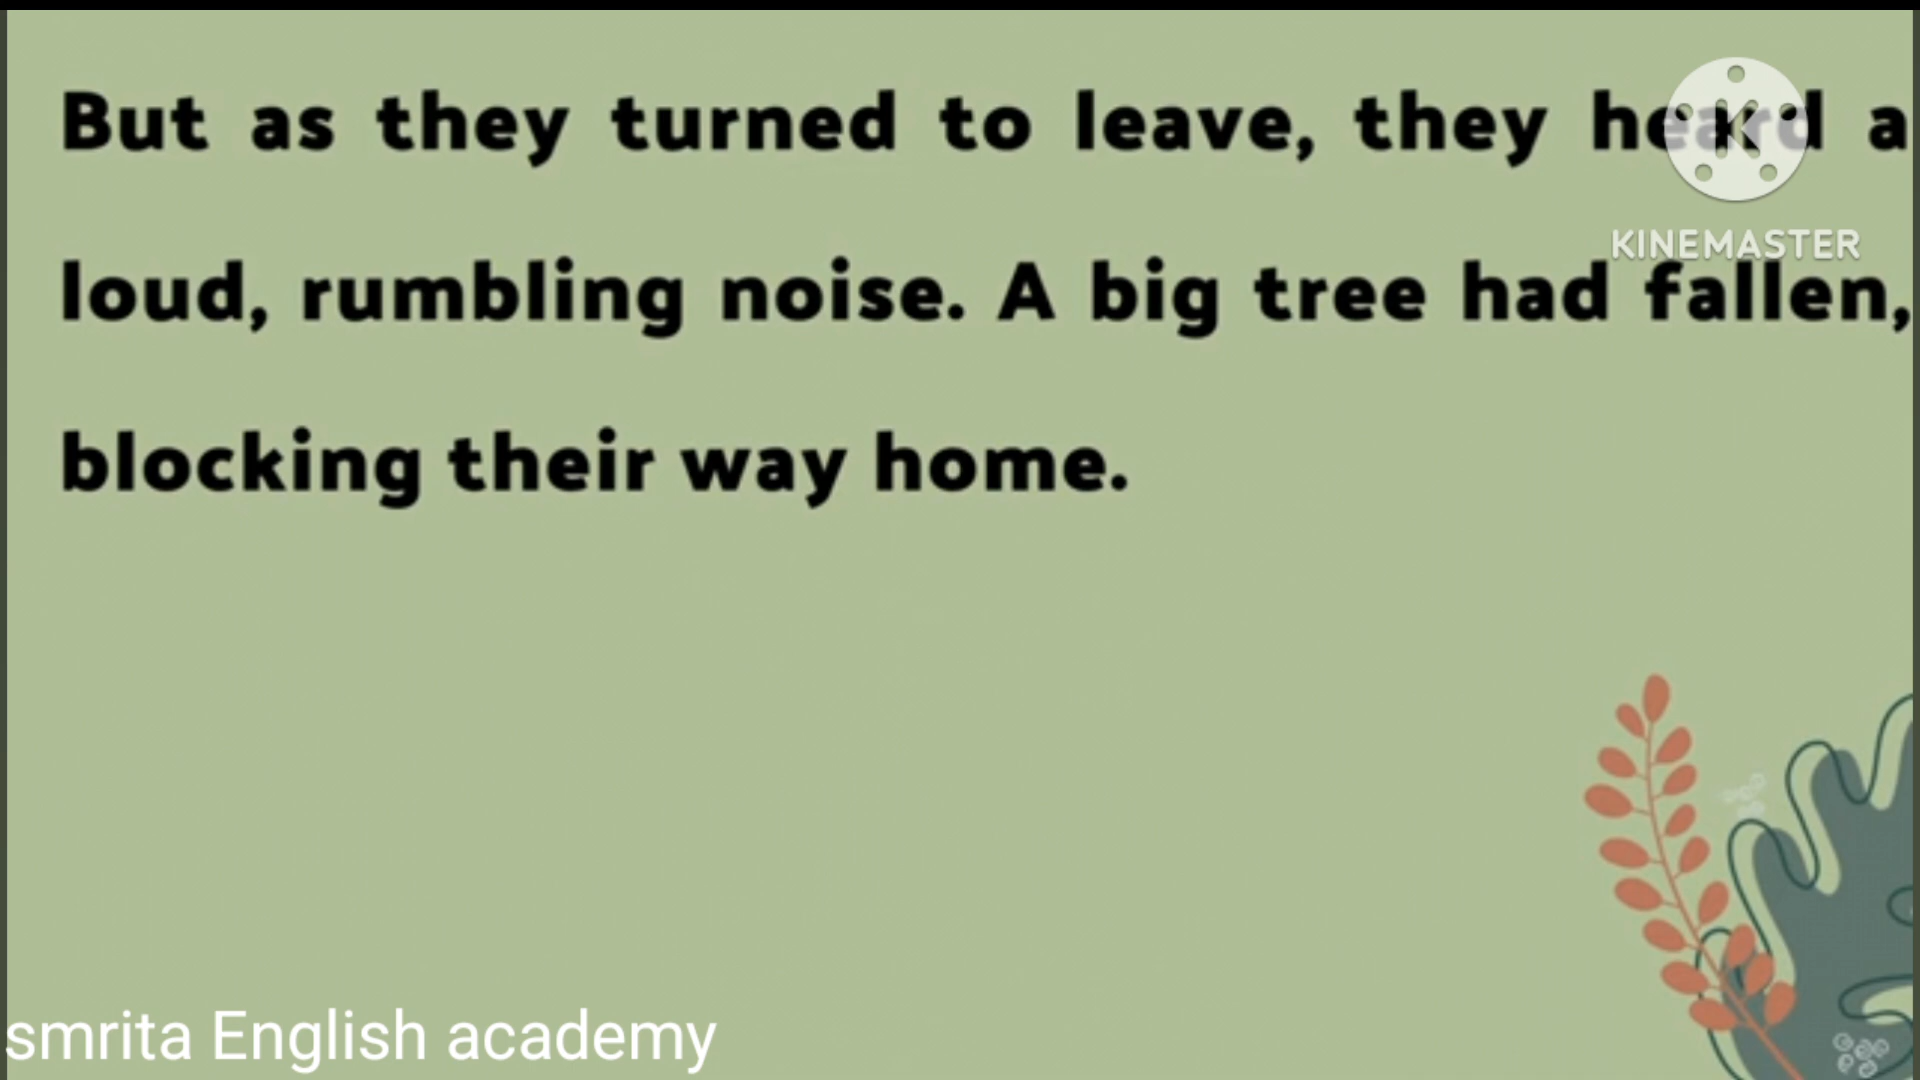 But as they turned to leave, they heard a
KINEMASTER
loud, rumbling noise. A big tree had fallen,
blocking their way home.
smrita English academy